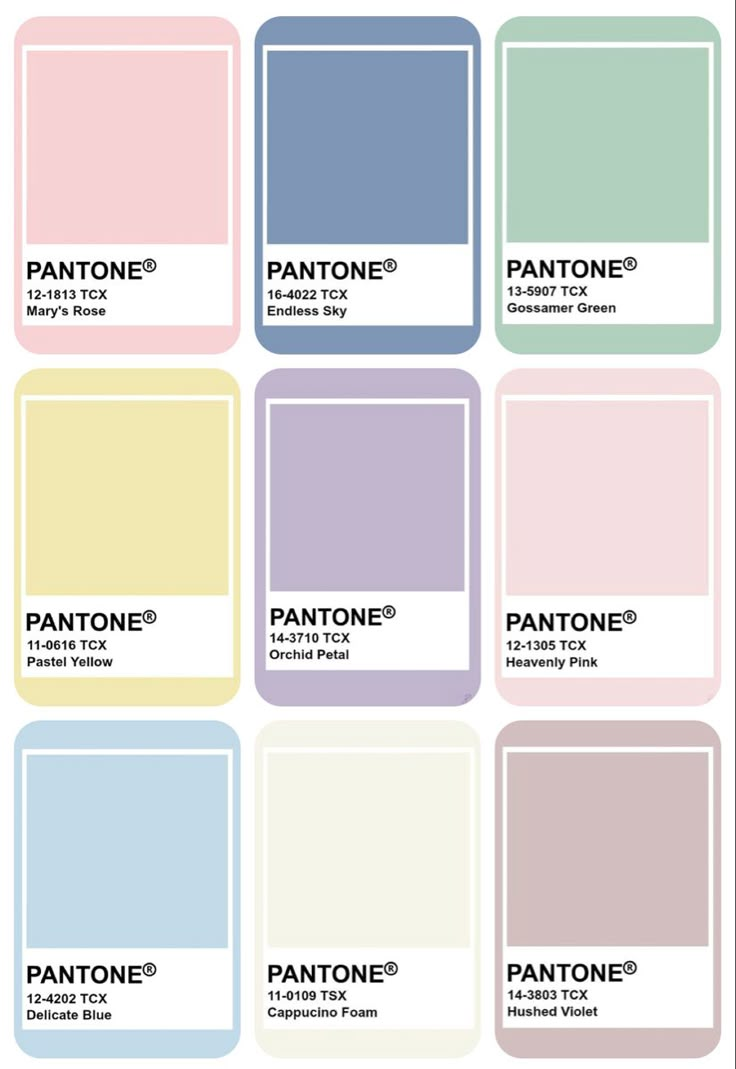 PANTONE®
12-1813 TCX
Mary's Rose
PANTONE®
16-4022 TCX
Endless Sky
PANTONE®
13-5907 TCX
Gossamer Green
PANTONE®
11-0616 TCX
Pastel Yellow
PANTONE®
14-3710 TCX
Orchid Petal
PANTONE®
12-1305 TCX
Heavenly Pink
PANTONE®
12-4202 TCX
Delicate Blue
PANTONE®
11-0109 TSX
Cappucino Foam
PANTONE®
14-3803 TCX
Hushed Violet